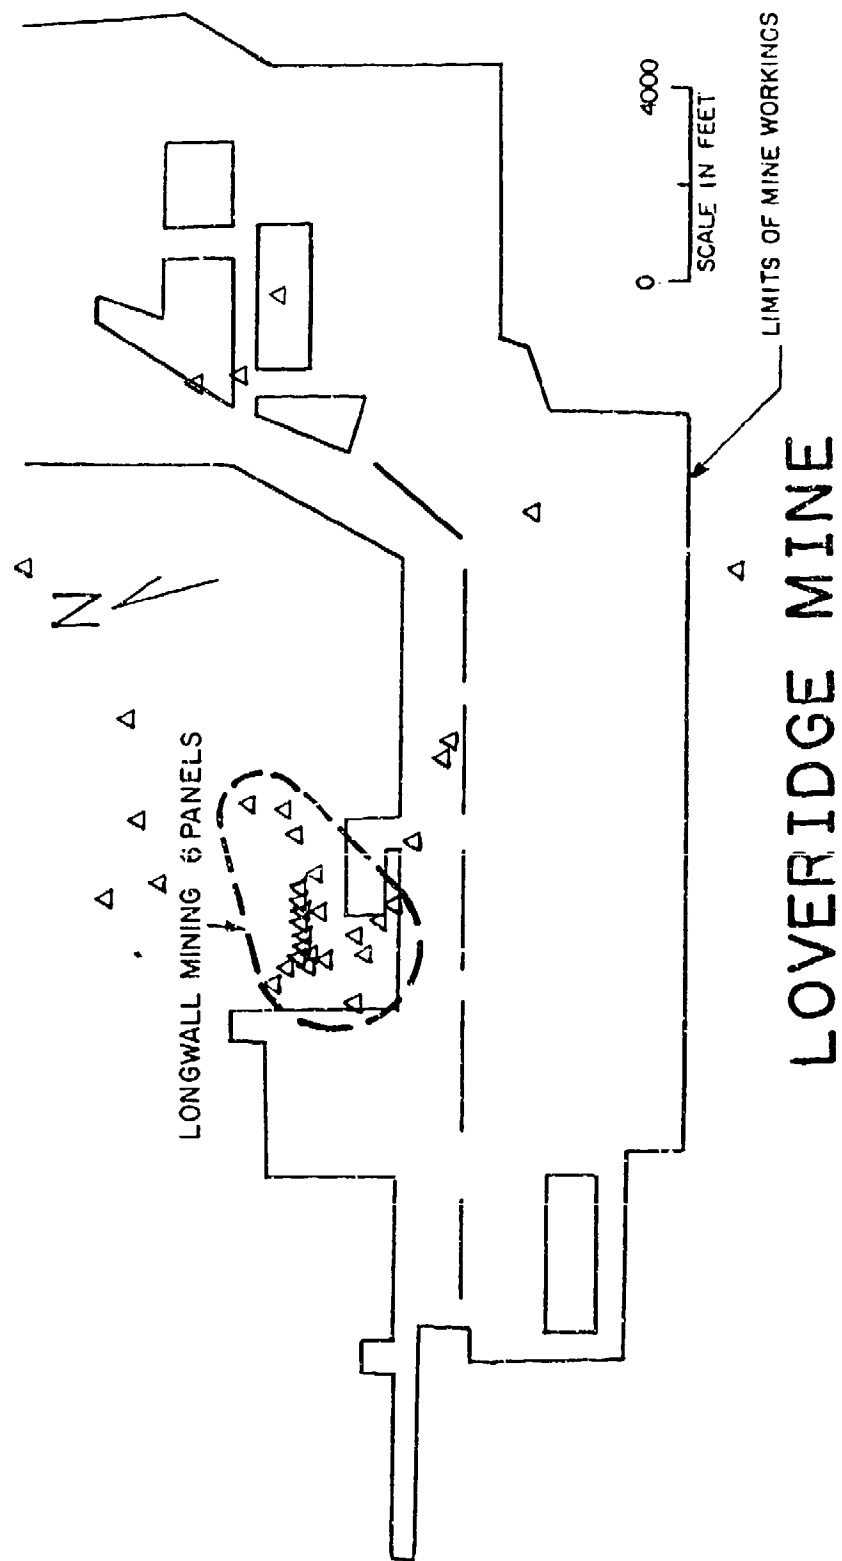 LONGWALL MINING 6 PANELS
N
0 4000
SCALE IN FEET
LIMITS OF MINE WORKINGS
LOVERIDGE MINE